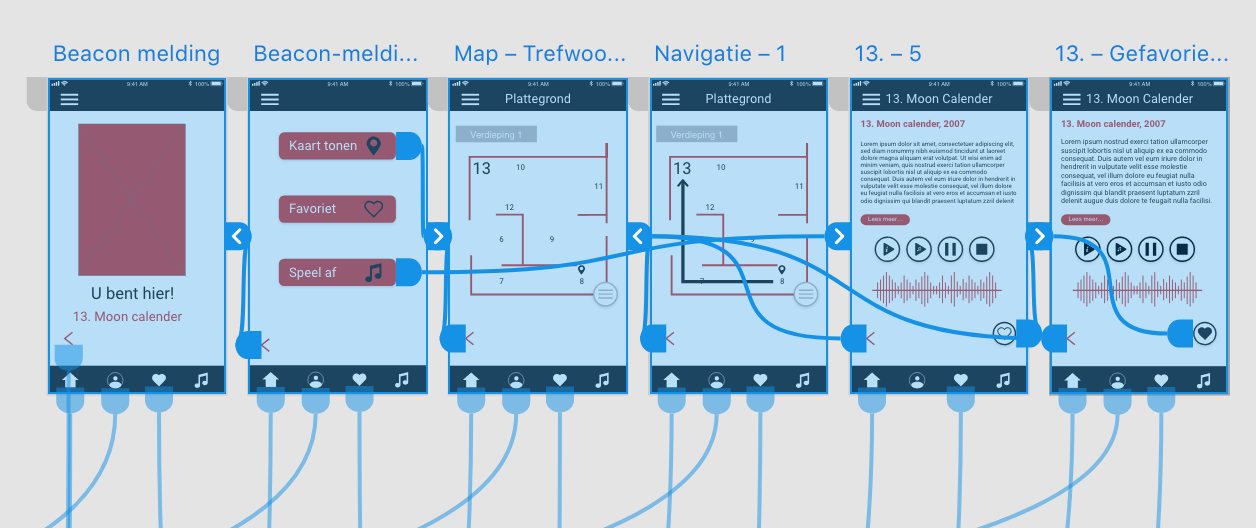 Beacon melding
Beacon-meldi...
Map – Trefwoo...
Navigatie – 1
13. – 5
13. – Gefavorie...
9:41 AM
100%
U bent hier!
13. Moon calender
9:41 AM
100%
Kaart tonen
Favoriet
Speel af
9:41 AM
100%
Plattegrond
Verdieping 1
13
10
11
12
6
9
7
8
9:41 AM
100%
Plattegrond
Verdieping 1
13
10
11
12
7
8
9:41 AM
100%
13. Moon Calender
13. Moon calender, 2007
Lorem ipsum dolor sit amet, consectetuer adipiscing elit,
sed diam nonummy nibh euismod tincidunt ut laoreet
dolore magna aliquam erat volutpat. Ut wisi enim ad
minim veniam, quis nostrud exerci tation ullamcorper
suscipit lobortis nisl ut aliquip ex ea commodo
consequat. Duis autem vel eum iriure dolor in hendrerit
in vulputate velit esse molestie consequat, vel illum
dolore eu feugiat nulla facilisis at vero eros et
accumsan et iusto
odio dignissim qui blandit praesent luptatum zzril delenit
Lees meer...
9:41 AM
100%
13. Moon Calender
13. Moon calender, 2007
Lorem ipsum dolor sit amet, consectetuer
suscipit lobortis nisl ut aliquip ex ea commodo
consequat. Duis autem vel eum iriure dolor in
hendrerit in vulputate velit esse molestie
consequat, vel illum dolore eu feugiat nulla
facilisis at vero eros et accumsan et iusto odio
dignissim qui blandit praesent luptatum zzril
delenit augue duis dolore te feugait nulla facilisi.
Lees meer...